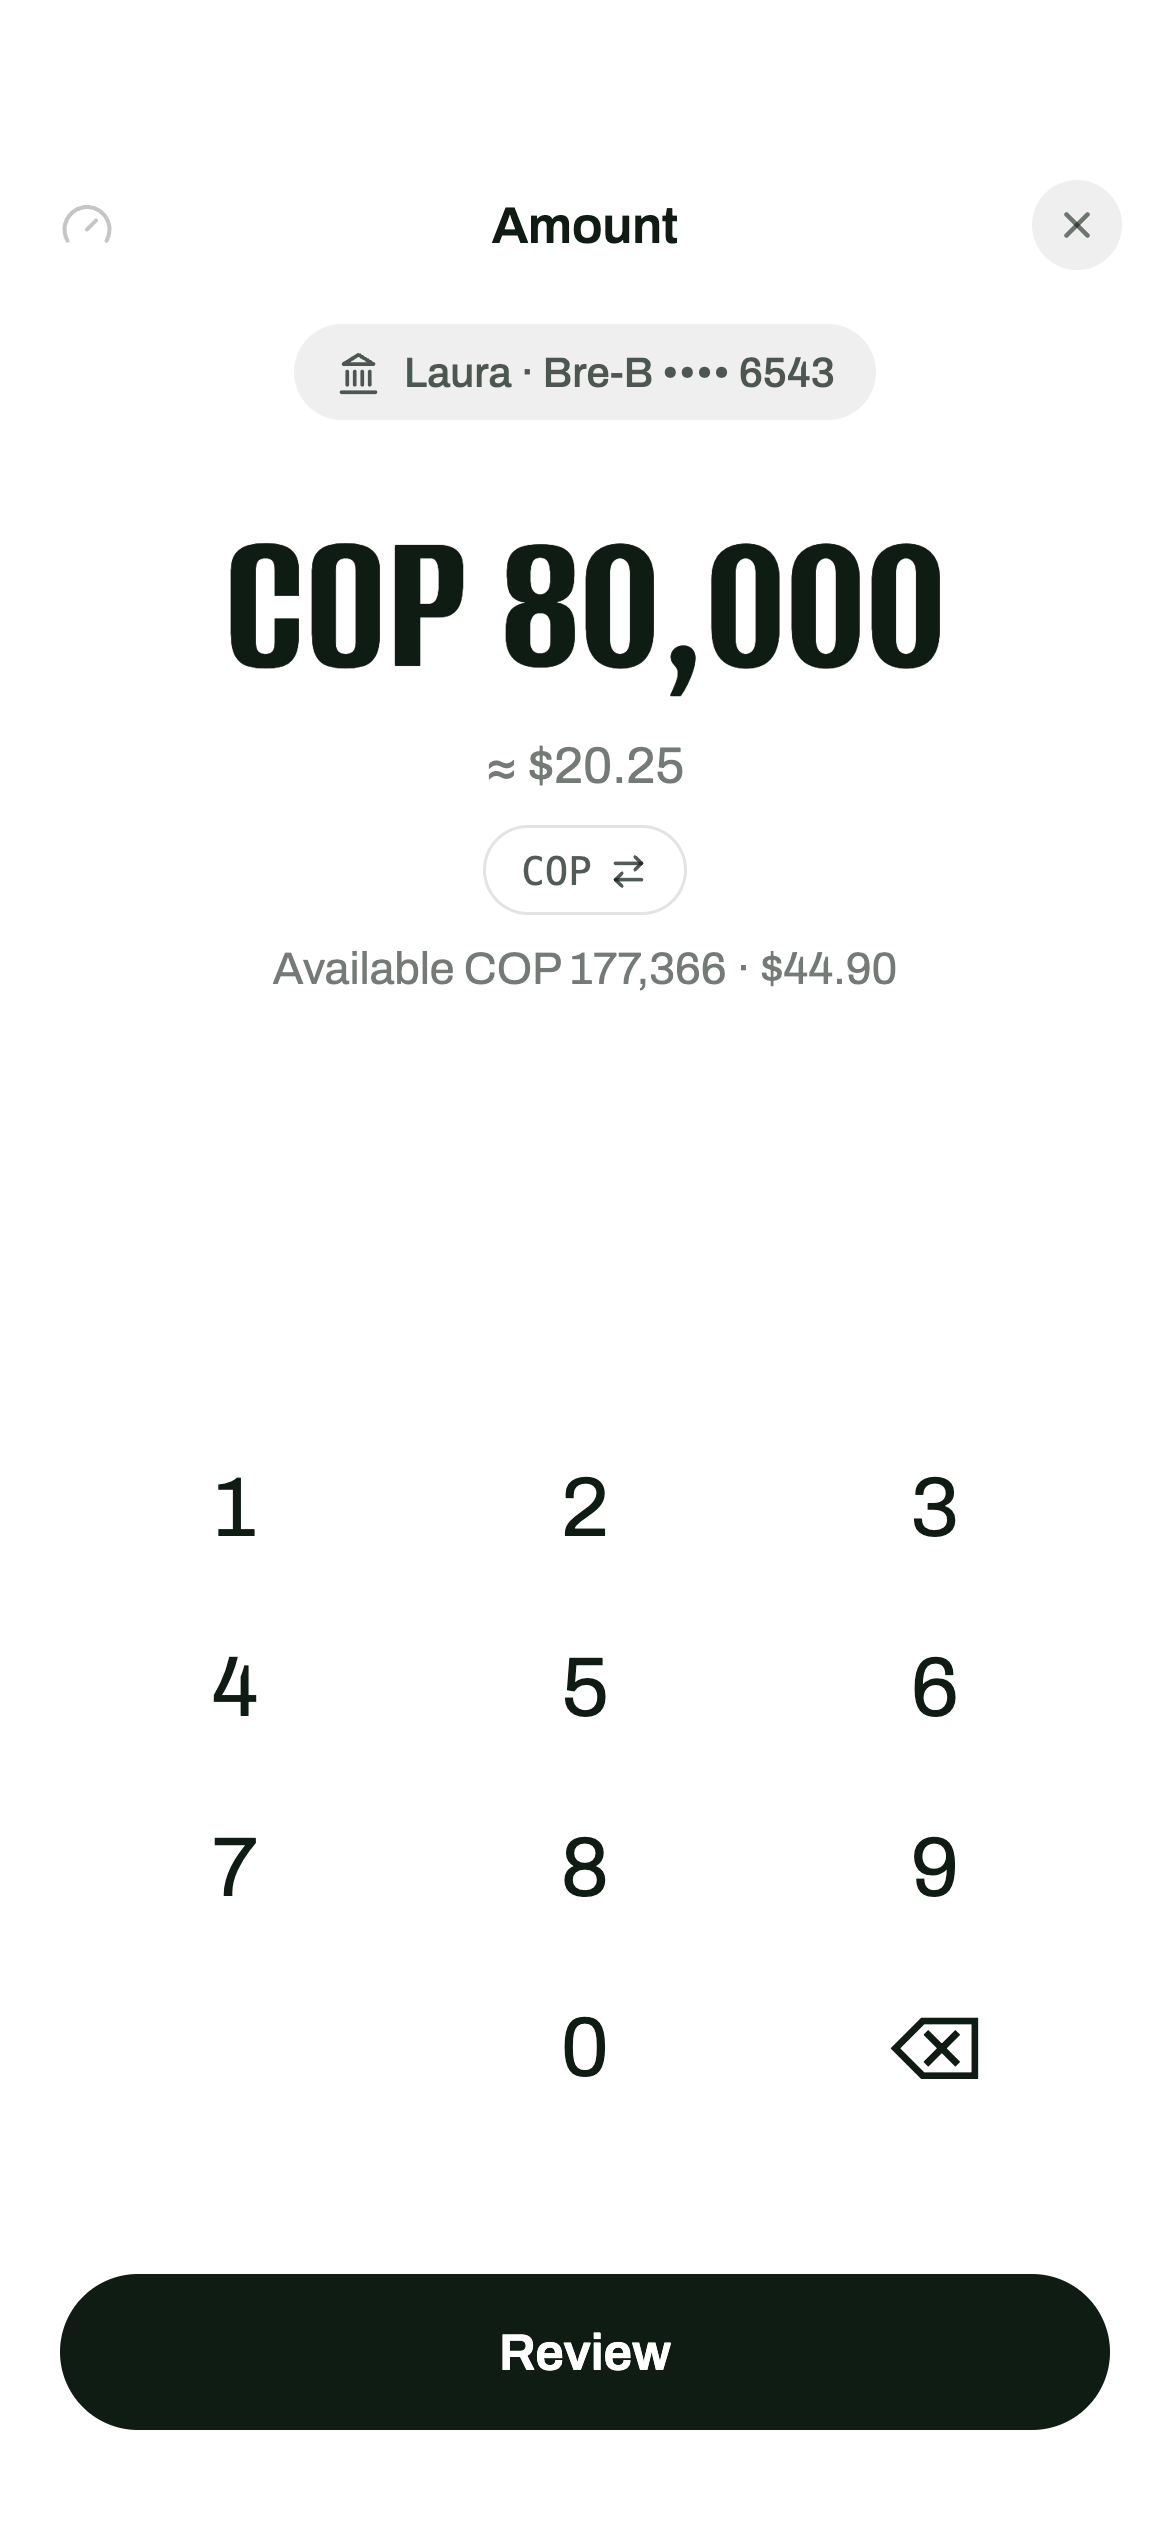 Amount
Laura · Bre-B •••• 6543
COP 80,000
≈ $20.25
COP
Available COP 177,366 · $44.90
1 2 3
4 5 6
7 8 9
0
Review